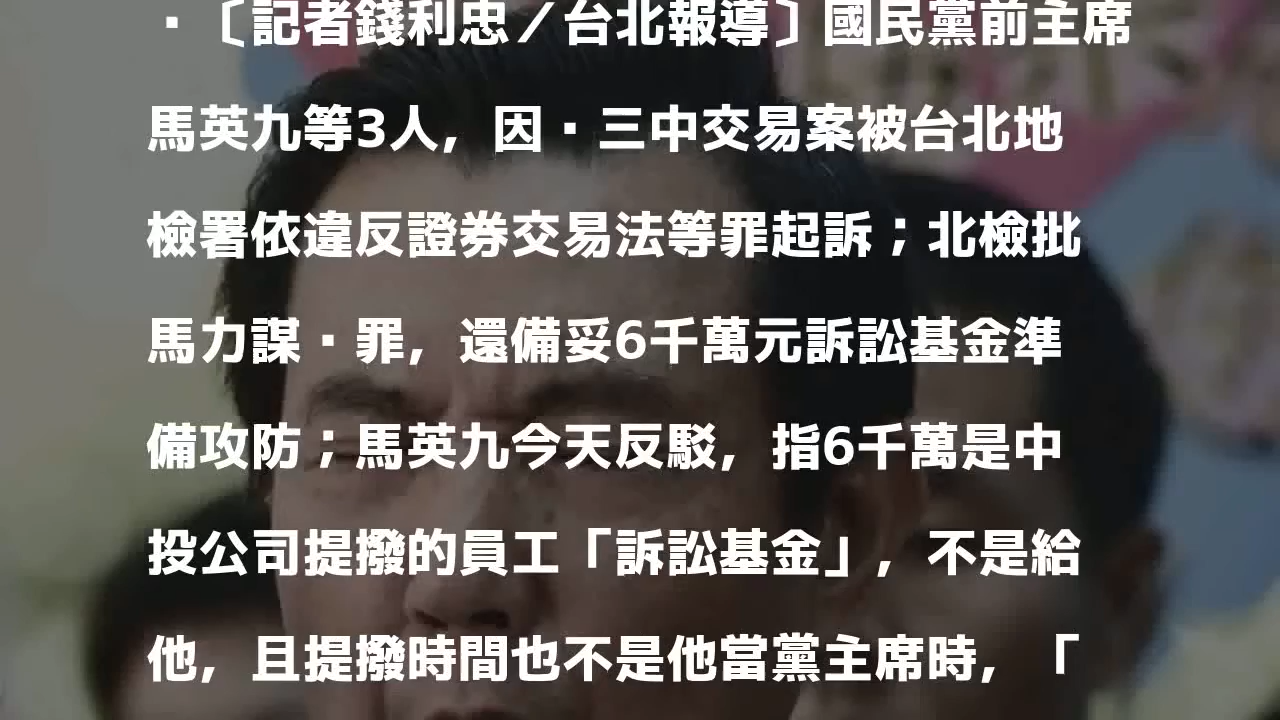 ·〔記者錢利忠／台北報導〕國民黨前主席
馬英九等3人，因·三中交易案被台北地
檢署依違反證券交易法等罪起訴；北檢批
馬力謀·罪，還備妥6千萬元訴訟基金準
備攻防；馬英九今天反駁，指6千萬是中
投公司提撥的員工「訴訟基金」，不是給
他，且提撥時間也不是他當黨主席時，「